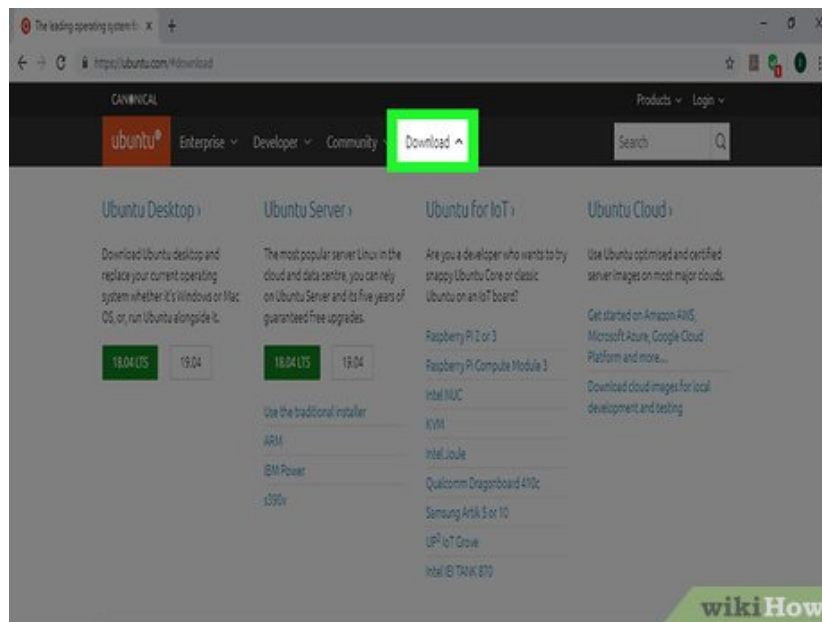 The leading operating system f
https://ubuntu.com/#download
CANONICAL
Products Login
ubuntu® Enterprise Developer Community Download Search
Ubuntu Desktop ›
Download Ubuntu desktop and
replace your current operating
system whether it's Windows or Mac
OS, or, run Ubuntu alongside it.
18.04 LTS 19.04
Ubuntu Server ›
The most popular server Linux in the
cloud and data centre, you can rely
on Ubuntu Server and its five years of
guaranteed free upgrades.
18.04 LTS 19.04
Use the traditional installer
ARM
IBM Power
s390x
Ubuntu for IoT ›
Are you a developer who wants to try
snappy Ubuntu Core or classic
Ubuntu on an IoT board?
Raspberry Pi 2 or 3
Raspberry Pi Compute Module 3
Intel NUC
KVM
Intel Joule
Qualcomm Dragonboard 410c
Samsung Artik 5 or 10
UP² IoT Grove
Intel IEI TANK 870
Ubuntu Cloud ›
Use Ubuntu optimised and certified
server images on most major clouds.
Get started on Amazon AWS,
Microsoft Azure, Google Cloud
Platform and more...
Download cloud images for local
development and testing
wikiHow